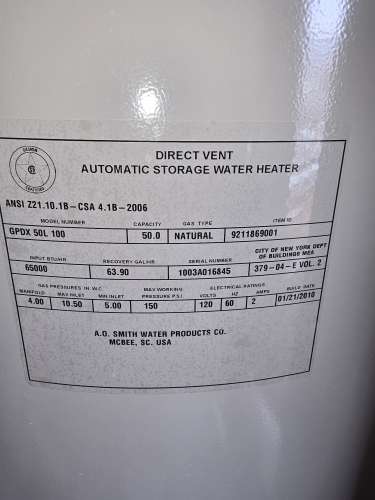 DESIGN
CERTIFIED
DIRECT VENT
AUTOMATIC STORAGE WATER HEATER
ANSI Z21.10.1B-CSA 4.1B-2006
MODEL NUMBER CAPACITY GAS TYPE ITEM ID
GPDX 50L 100 50.0 NATURAL 9211869001
INPUT BTU/HR RECOVERY GAL/HR SERIAL NUMBER CITY OF NEW YORK DEPT OF BUILDINGS MEA
65000 63.90 1003A016845 379-04-E VOL. 2
GAS PRESSURES IN W.C. MAX WORKING ELECTRICAL RATINGS
MANIFOLD MAX INLET MIN INLET PRESSURE P.S.I. VOLTS HZ AMPS BUILD DATE
4.00 10.50 5.00 150 120 60 2 01/21/2010
A.O. SMITH WATER PRODUCTS CO.
MCBEE, SC. USA